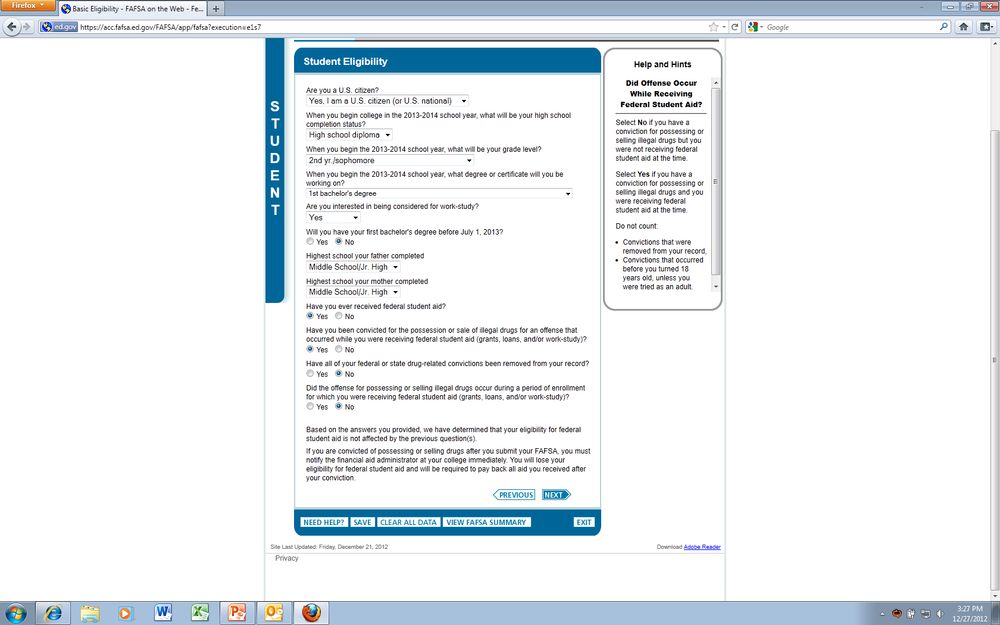 Firefox
Basic Eligibility - FAFSA on the Web - Fe...
ed.gov
https://acc.fafsa.ed.gov/FAFSA/app/fafsa?execution=e1s7
Google
STUDENT
Student Eligibility
Are you a U.S. citizen?
Yes, I am a U.S. citizen (or U.S. national)
When you begin college in the 2013-2014 school year, what will be your high school
completion status?
High school diploma
When you begin the 2013-2014 school year, what will be your grade level?
2nd yr./sophomore
When you begin the 2013-2014 school year, what degree or certificate will you be
working on?
1st bachelor's degree
Are you interested in being considered for work-study?
Yes
Will you have your first bachelor's degree before July 1, 2013?
Yes No
Highest school your father completed
Middle School/Jr. High
Highest school your mother completed
Middle School/Jr. High
Have you ever received federal student aid?
Yes No
Have you been convicted for the possession or sale of illegal drugs for an offense that
occurred while you were receiving federal student aid (grants, loans, and/or work-study)?
Yes No
Have all of your federal or state drug-related convictions been removed from your record?
Yes No
Did the offense for possessing or selling illegal drugs occur during a period of enrollment
for which you were receiving federal student aid (grants, loans, and/or work-study)?
Yes No
Based on the answers you provided, we have determined that your eligibility for federal
student aid is not affected by the previous question(s).
If you are convicted of possessing or selling drugs after you submit your FAFSA, you must
notify the financial aid administrator at your college immediately. You will lose your
eligibility for federal student aid and will be required to pay back all aid you received after
your conviction.
PREVIOUS NEXT
NEED HELP? SAVE CLEAR ALL DATA VIEW FAFSA SUMMARY EXIT
Help and Hints
Did Offense Occur
While Receiving
Federal Student Aid?
Select No if you have a
conviction for possessing or
selling illegal drugs but you
were not receiving federal
student aid at the time.
Select Yes if you have a
conviction for possessing or
selling illegal drugs and you
were receiving federal
student aid at the time.
Do not count:
Convictions that were
removed from your record,
Convictions that occurred
before you turned 18
years old, unless you
were tried as an adult.
Site Last Updated: Friday, December 21, 2012
Download Adobe Reader
Privacy
3:27 PM
12/27/2012